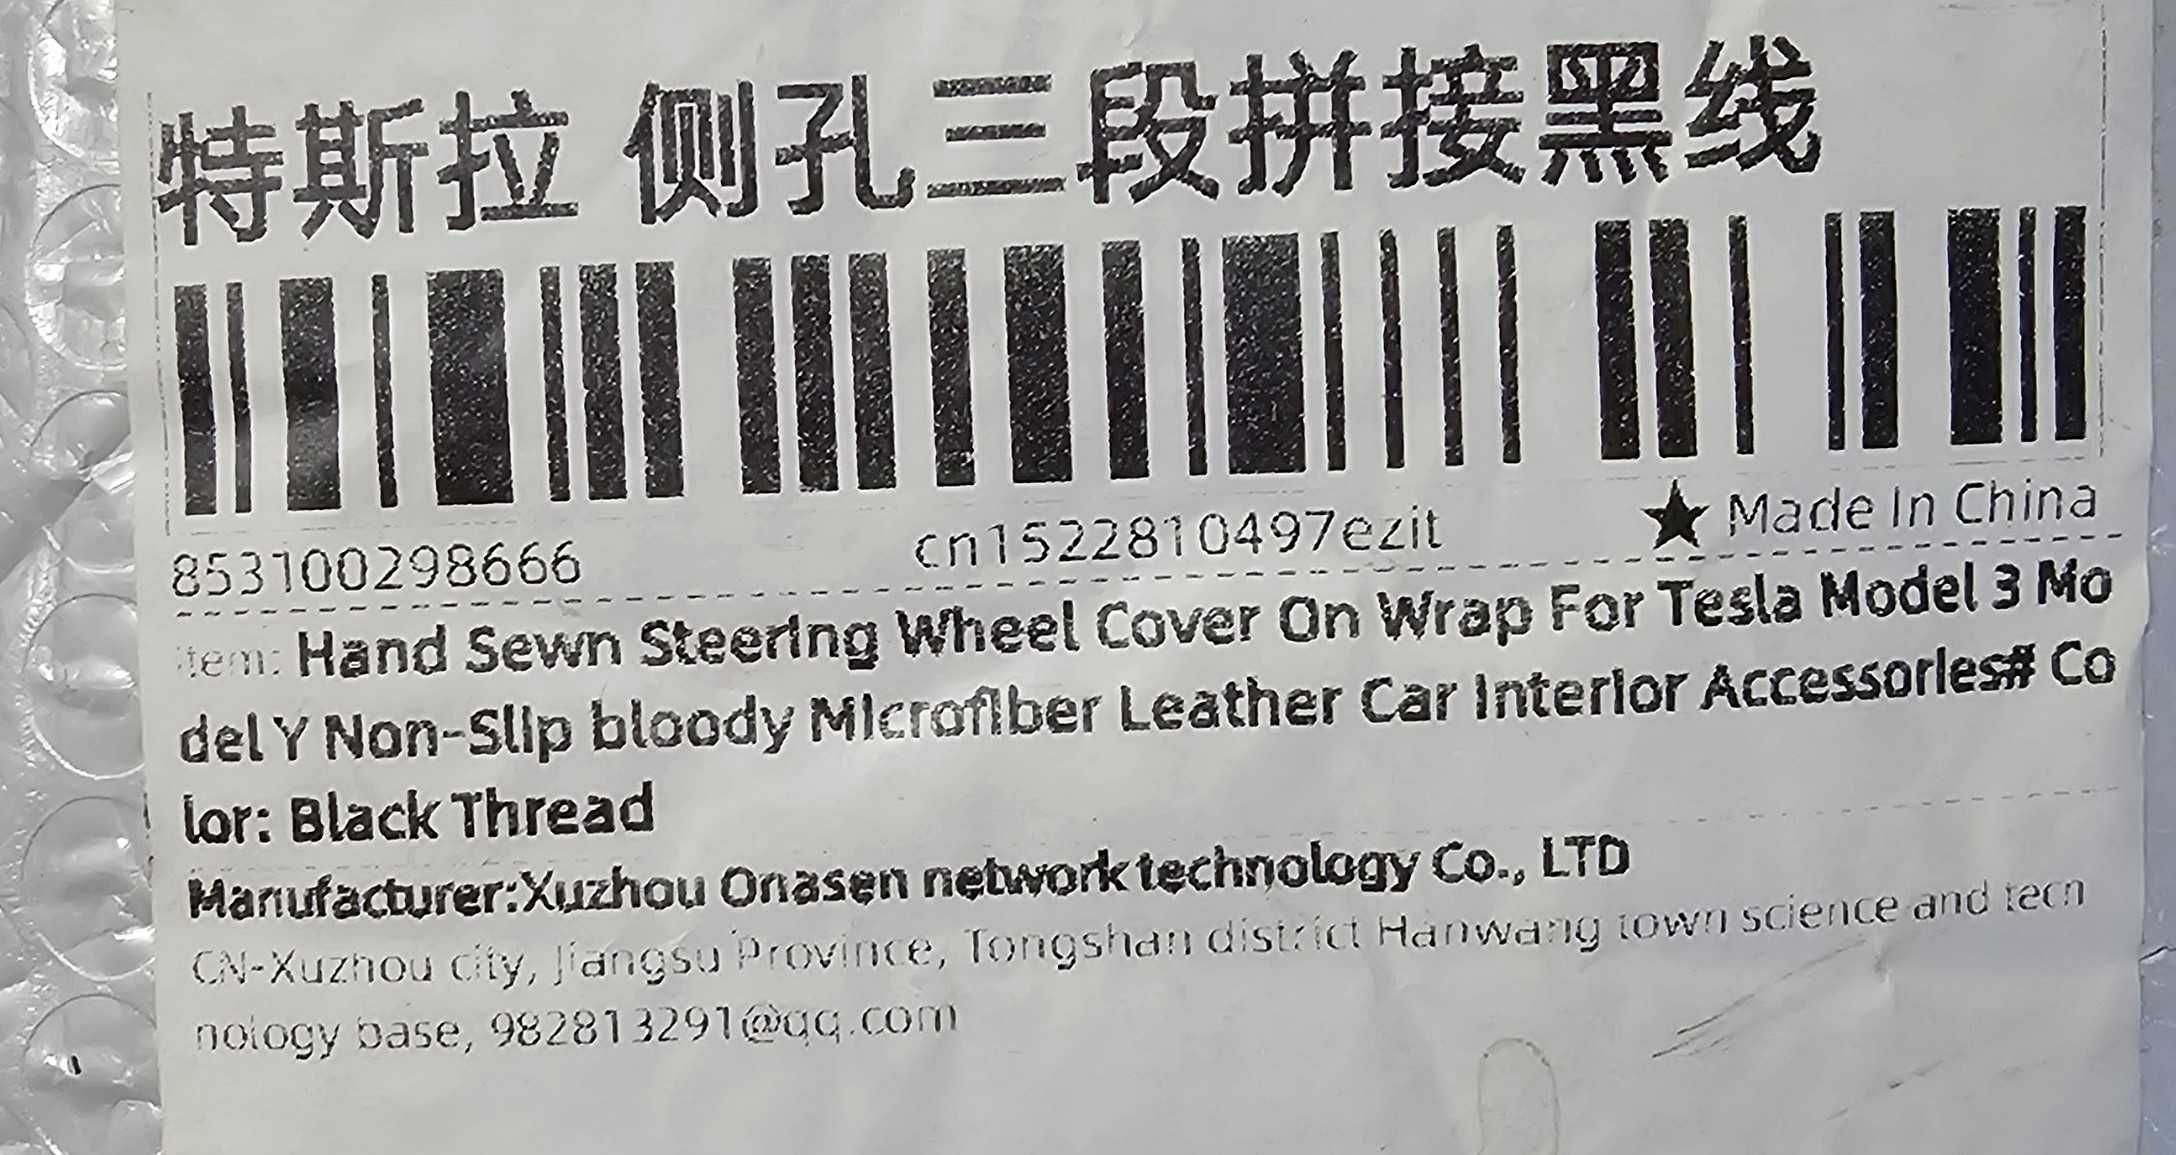 特斯拉 侧孔三段拼接黑线
853100298666 cn1522810497ezit ★ Made In China
item: Hand Sewn Steering Wheel Cover On Wrap For Tesla Model 3 Mo
del Y Non-Slip bloody Microfiber Leather Car Interior Accessories# Co
lor: Black Thread
Manufacturer:Xuzhou Onasen network technology Co., LTD
CN-Xuzhou city, Jiangsu Province, Tongshan district Hanwang town science and tech
nology base, 982813291@qq.com